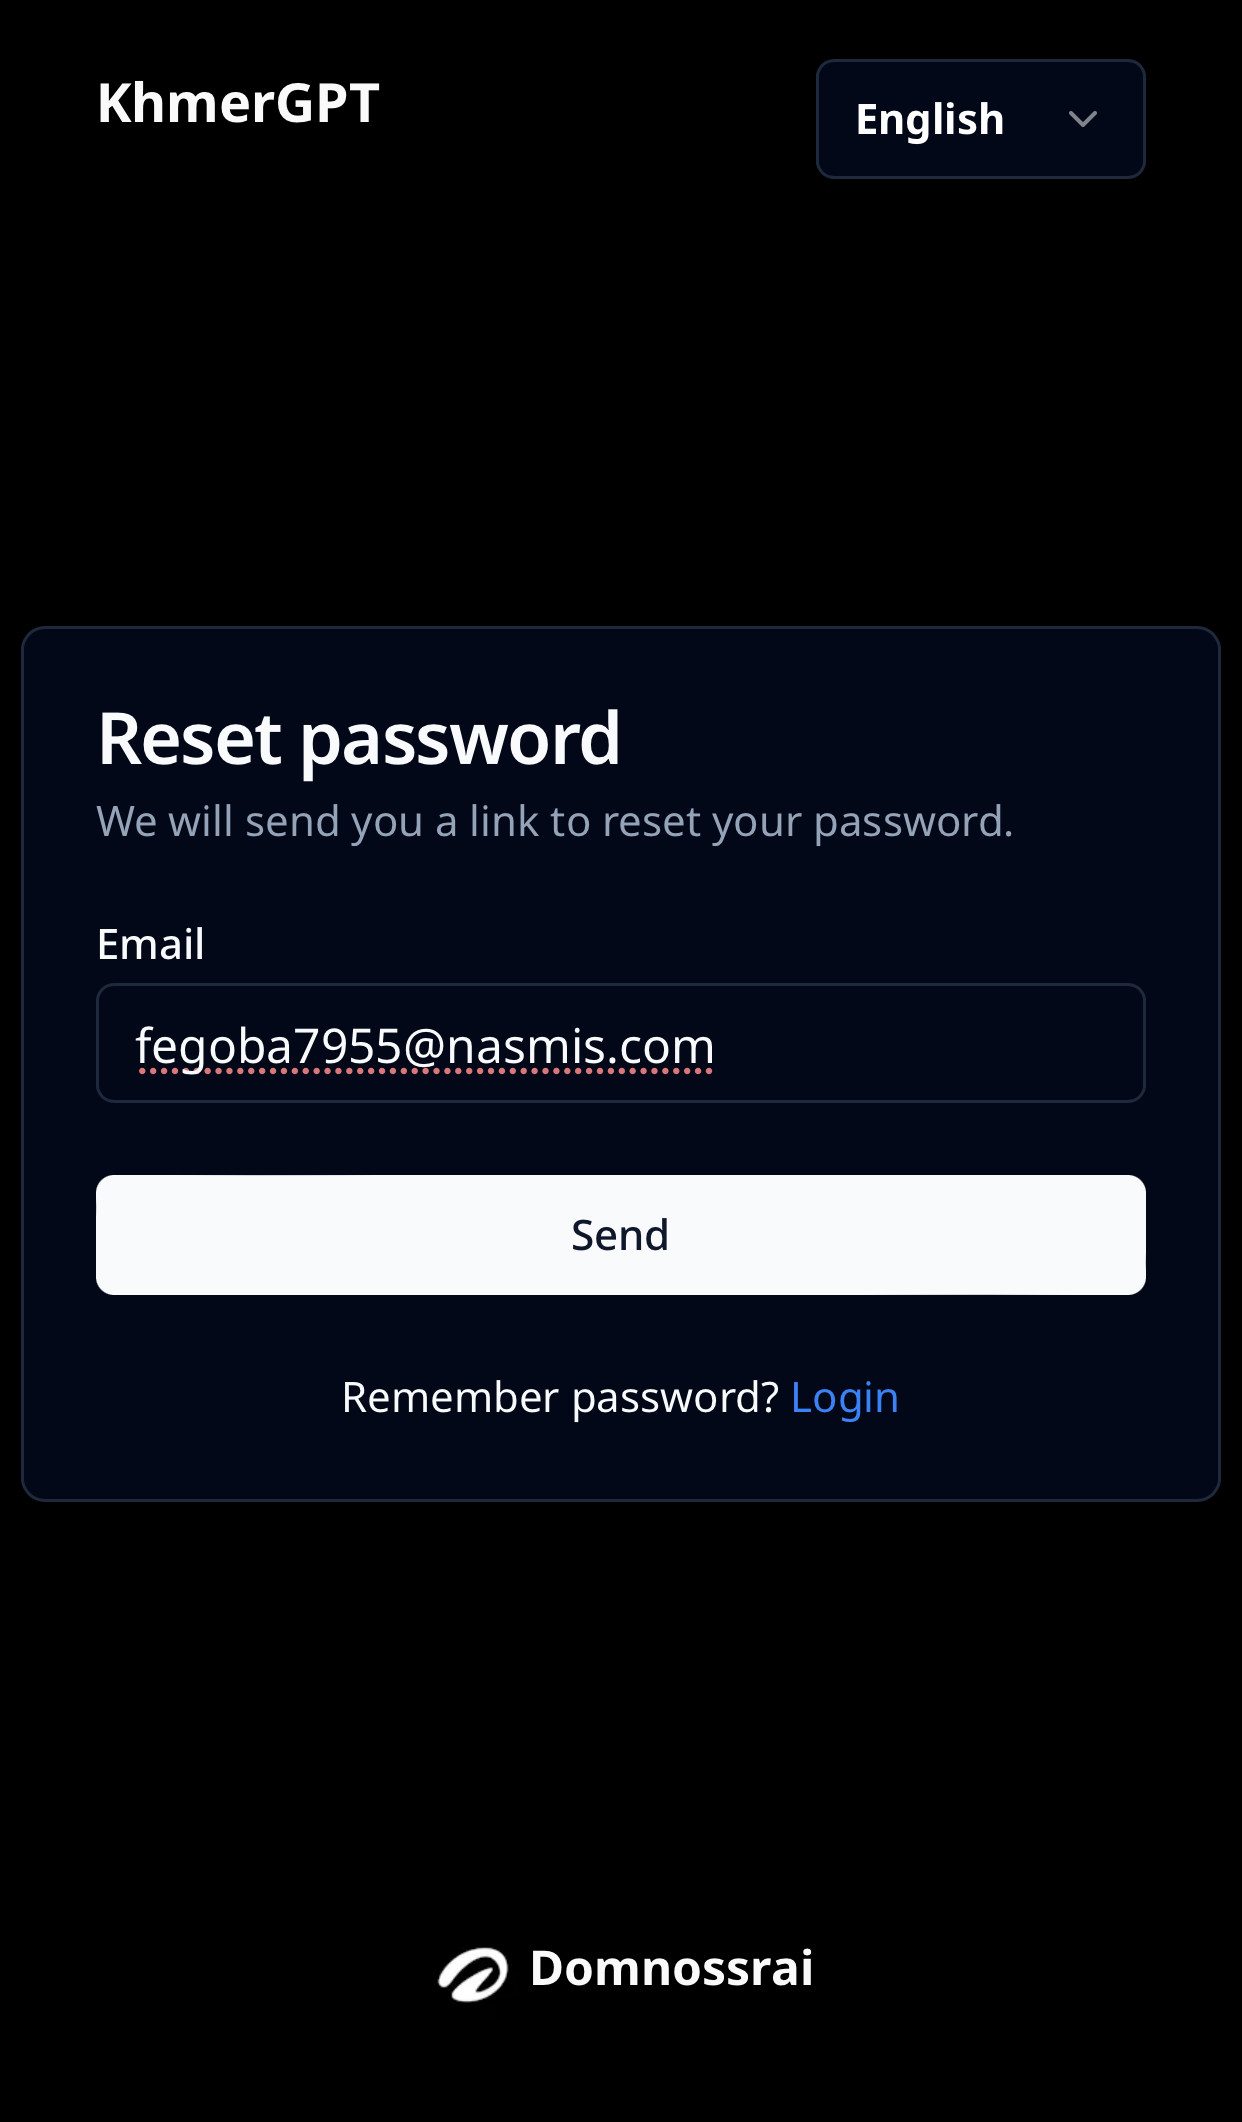 KhmerGPT
English
Reset password
We will send you a link to reset your password.
Email
fegoba7955@nasmis.com
Send
Remember password? Login
Domnossrai